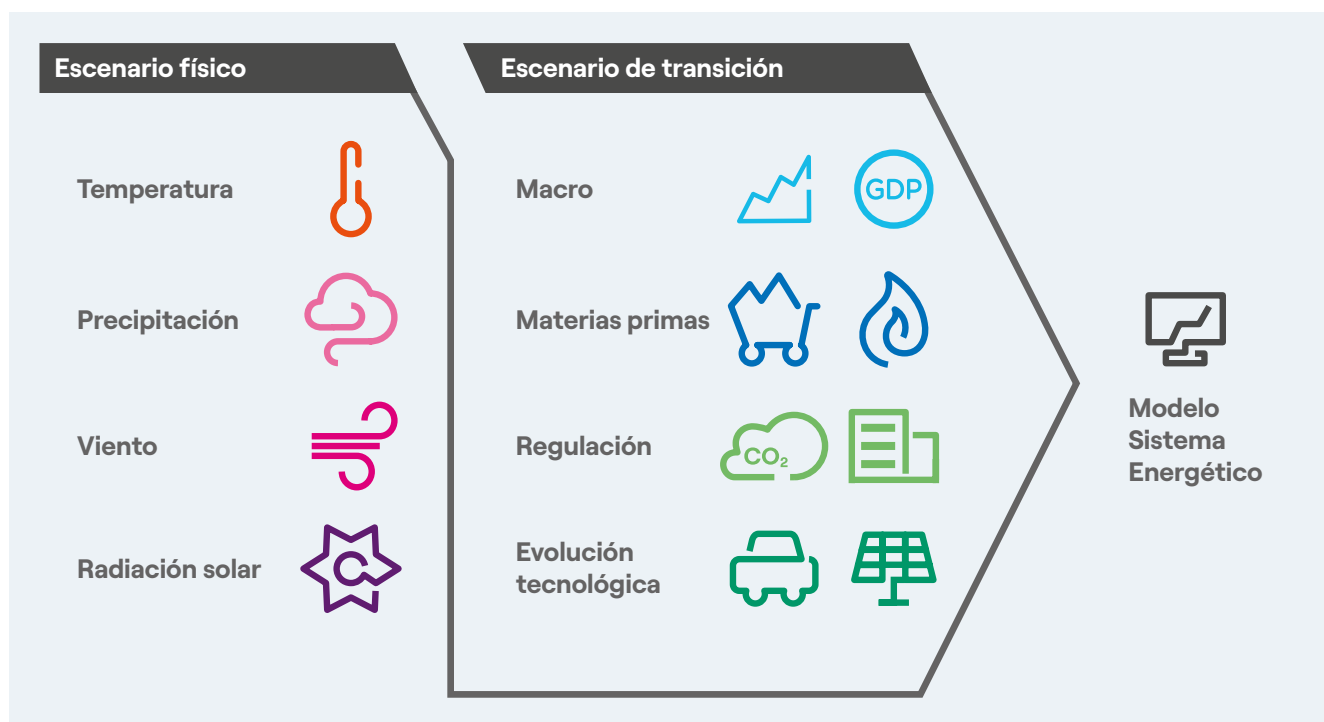 Escenario físico
Temperatura
Precipitación
Viento
Radiación solar
Escenario de transición
Macro
GDP
Materias primas
Regulación
CO₂
Evolución
tecnológica
Modelo
Sistema
Energético